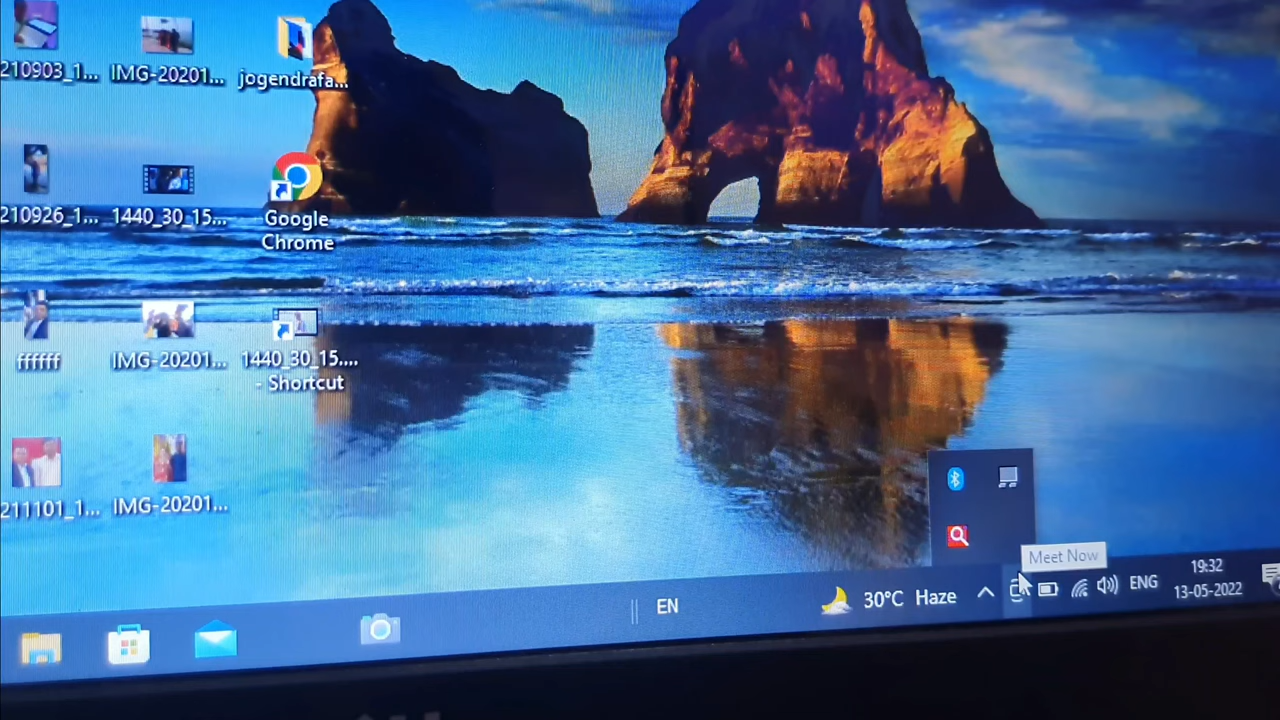 210903_1...
IMG-20201...
jogendrafa...
210926_1...
1440_30_15....
Google
Chrome
ffffff
IMG-20201...
1440_30_15....
- Shortcut
211101_1...
IMG-20201...
Meet Now
EN
30°C Haze
ENG
19:32
13-05-2022